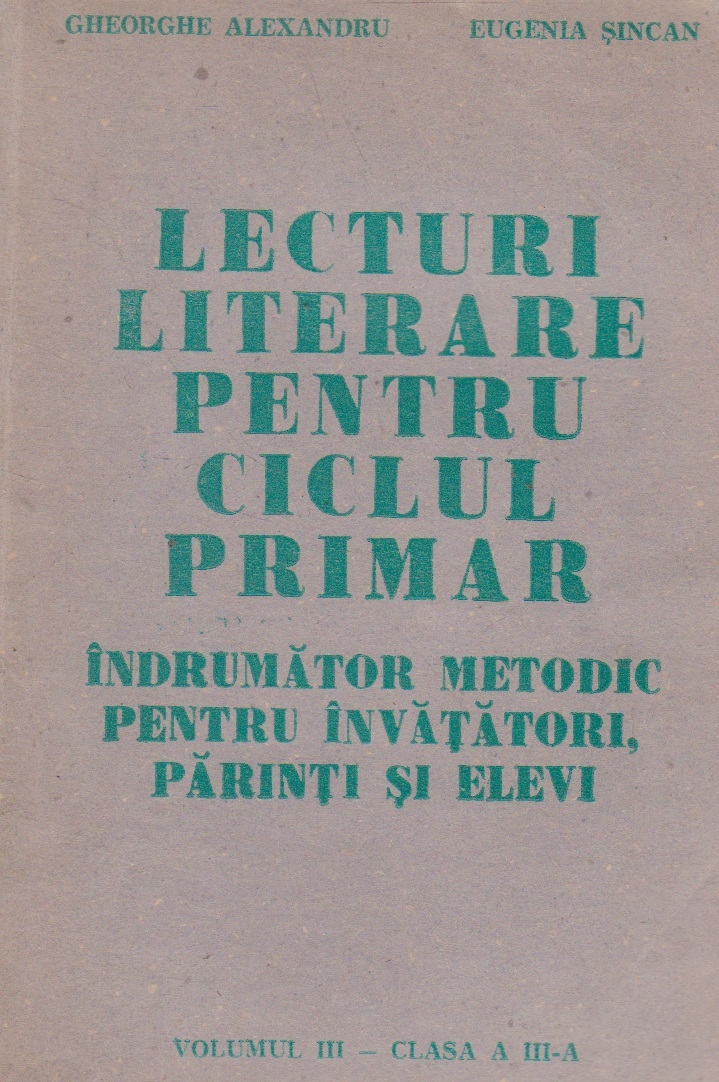 GHEORGHE ALEXANDRU EUGENIA ŞINCAN
LECTURI
LITERARE
PENTRU
CICLUL
PRIMAR
ÎNDRUMĂTOR METODIC
PENTRU ÎNVĂŢĂTORI,
PĂRINŢI ŞI ELEVI
VOLUMUL III — CLASA A III-A